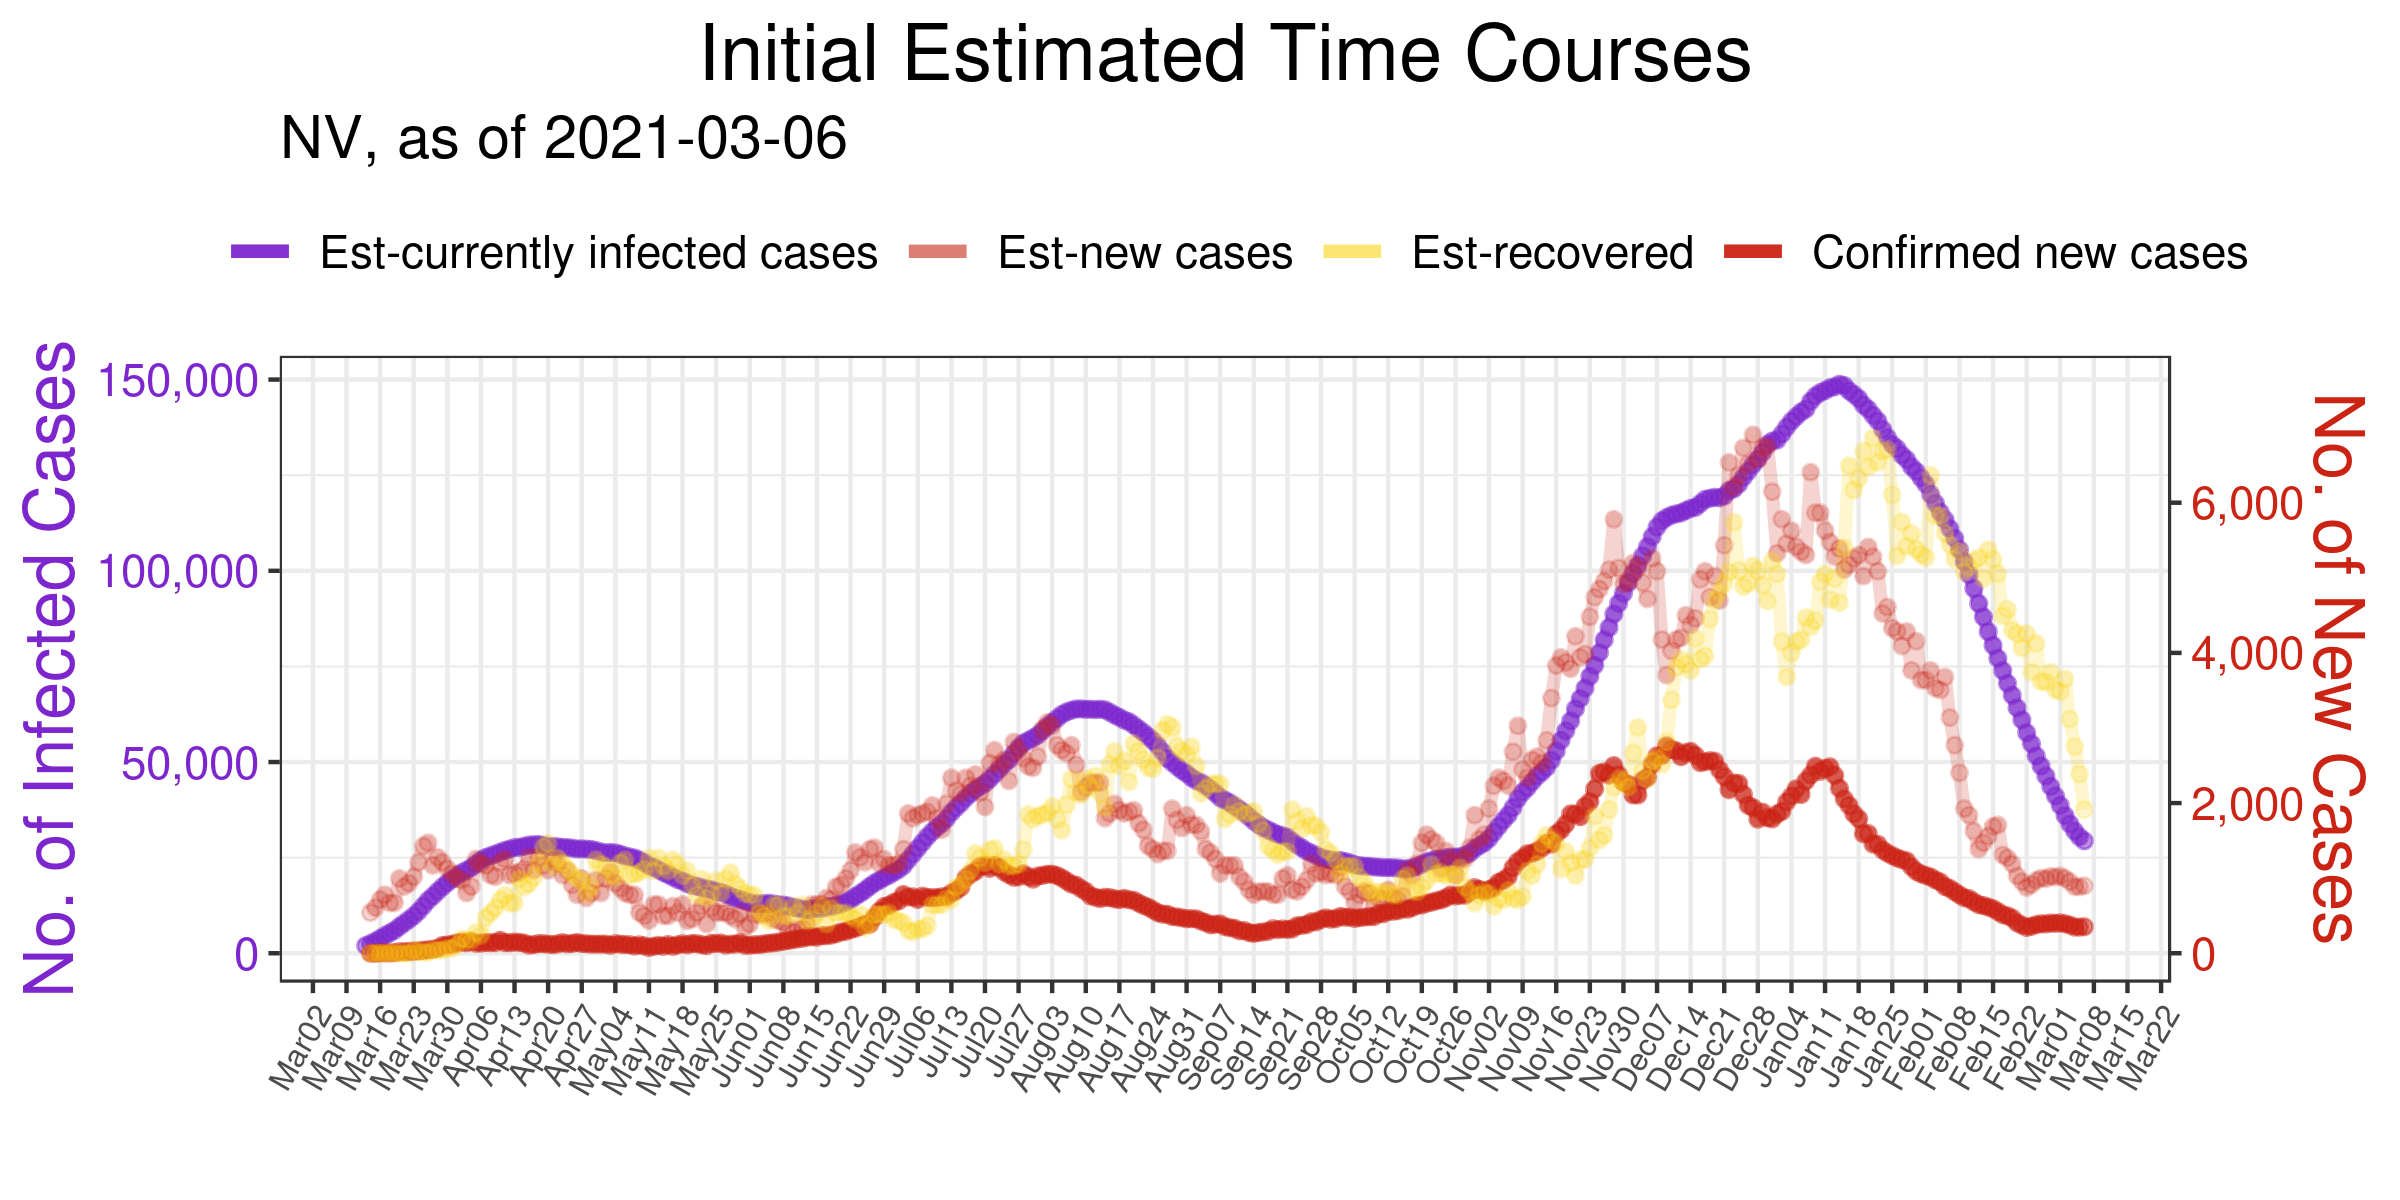 Initial Estimated Time Courses
NV, as of 2021-03-06
Est-currently infected cases Est-new cases Est-recovered Confirmed new cases
No. of Infected Cases
150,000
100,000
50,000
0
6,000
4,000
2,000
0
No. of New Cases
Mar02 Mar09 Mar16 Mar23 Mar30 Apr06 Apr13 Apr20 Apr27 May04 May11 May18 May25 Jun01 Jun08 Jun15 Jun22 Jun29 Jul06 Jul13 Jul20 Jul27 Aug03 Aug10 Aug17 Aug24 Aug31 Sep07 Sep14 Sep21 Sep28 Oct05 Oct12 Oct19 Oct26 Nov02 Nov09 Nov16 Nov23 Nov30 Dec07 Dec14 Dec21 Dec28 Jan04 Jan11 Jan18 Jan25 Feb01 Feb08 Feb15 Feb22 Mar01 Mar08 Mar15 Mar22